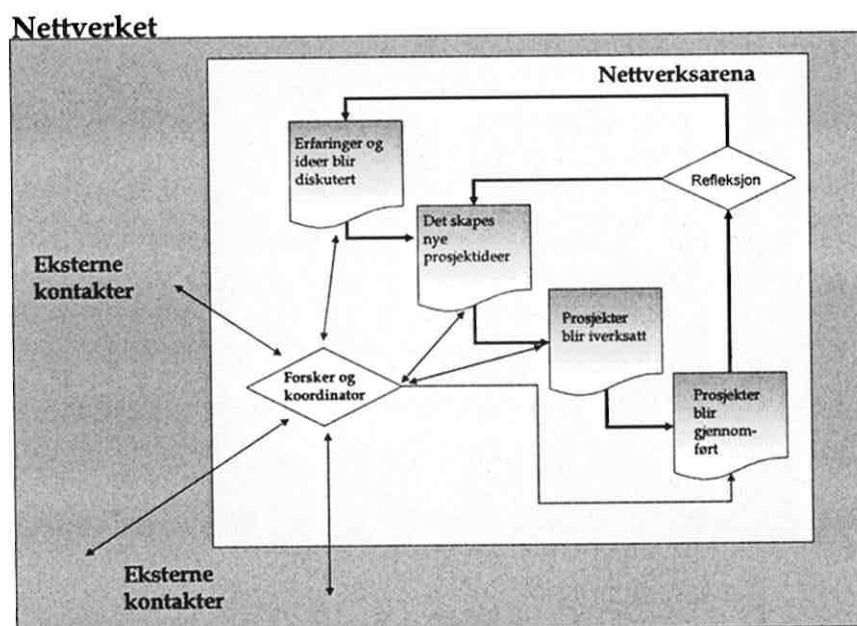 Nettverket
Nettverksarena
Erfaringer og
ideer blir
diskutert
Refleksjon
Det skapes
nye
prosjektideer
Eksterne
kontakter
Prosjekter
blir iverksatt
Forsker og
koordinator
Prosjekter
blir
gjennom-
ført
Eksterne
kontakter